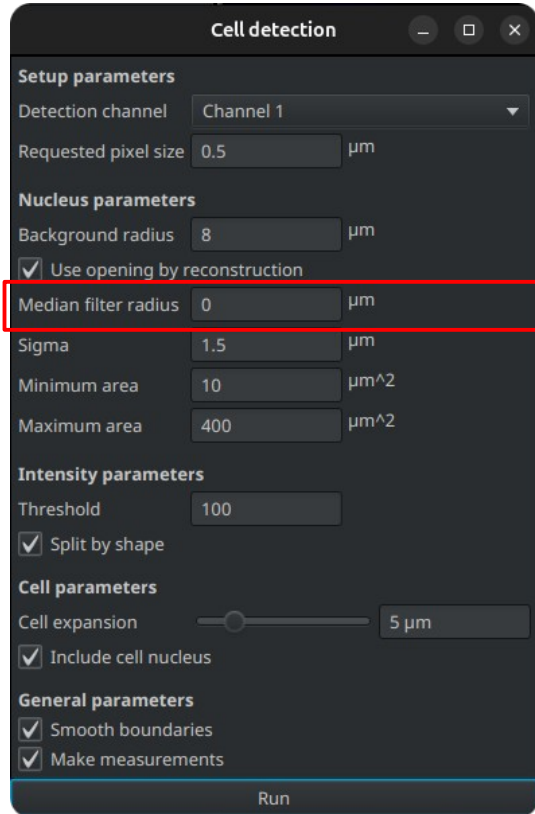 Cell detection
Setup parameters
Detection channel Channel 1
Requested pixel size 0.5 µm
Nucleus parameters
Background radius 8 µm
Use opening by reconstruction
Median filter radius 0 µm
Sigma 1.5 µm
Minimum area 10 µm^2
Maximum area 400 µm^2
Intensity parameters
Threshold 100
Split by shape
Cell parameters
Cell expansion 5 µm
Include cell nucleus
General parameters
Smooth boundaries
Make measurements
Run